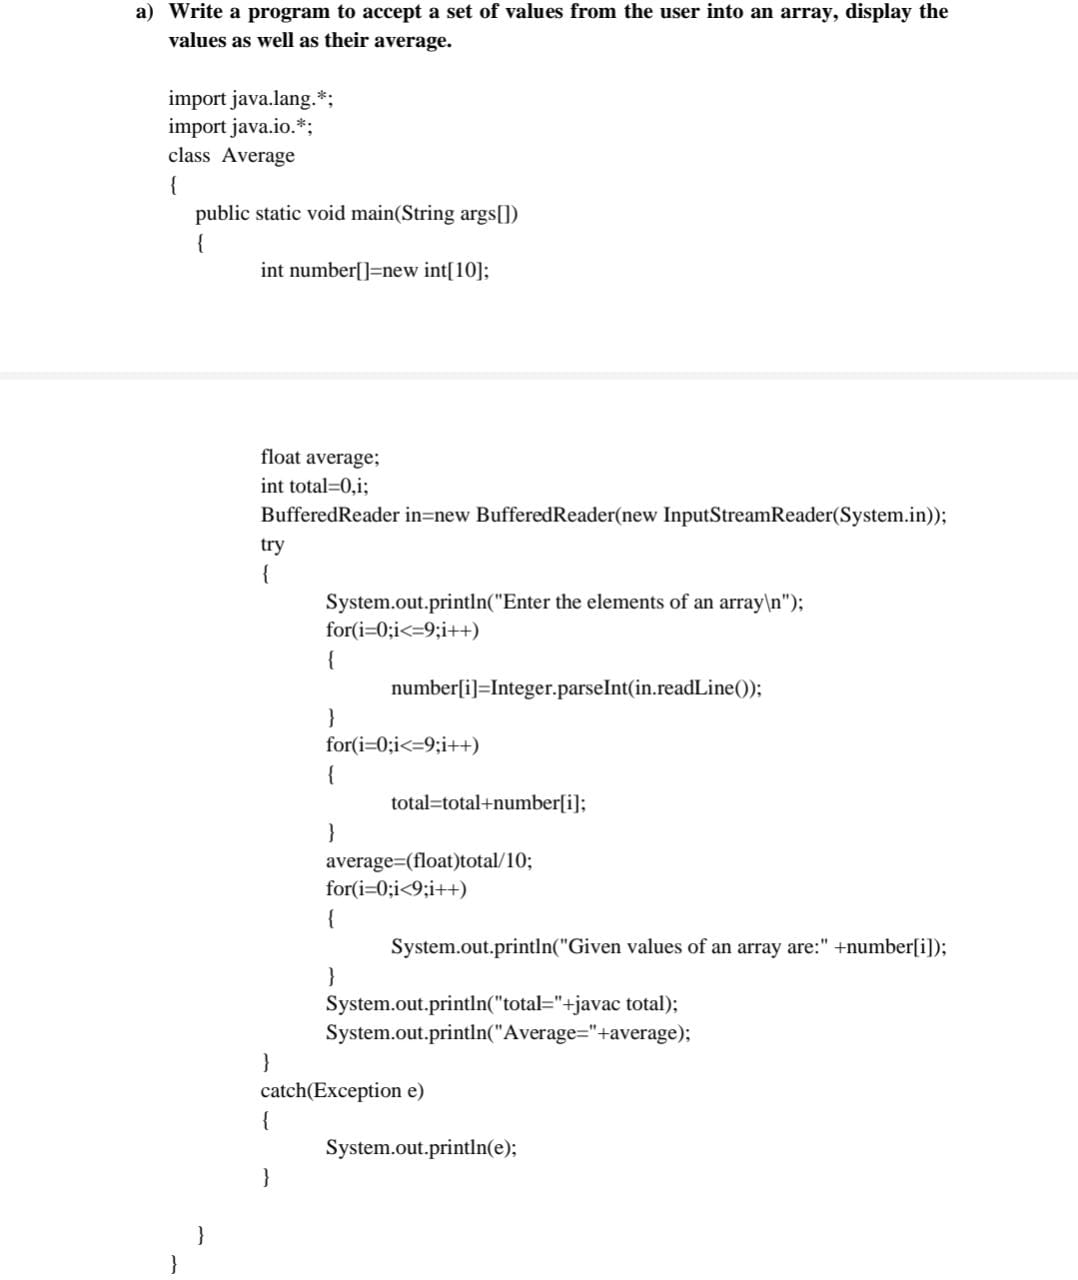 a) Write a program to accept a set of values from the user into an array, display the
values as well as their average.
import java.lang.*;
import java.io.*;
class Average
{
public static void main(String args[])
{
int number[]=new int[10];
float average;
int total=0,i;
BufferedReader in=new BufferedReader(new InputStreamReader(System.in));
try
{
System.out.println("Enter the elements of an array\n");
for(i=0;i<=9;i++)
{
number[i]=Integer.parseInt(in.readLine());
}
for(i=0;i<=9;i++)
{
total=total+number[i];
}
average=(float)total/10;
for(i=0;i<9;i++)
{
System.out.println("Given values of an array are:" +number[i]);
}
System.out.println("total="+javac total);
System.out.println("Average="+average);
}
catch(Exception e)
{
System.out.println(e);
}
}
}